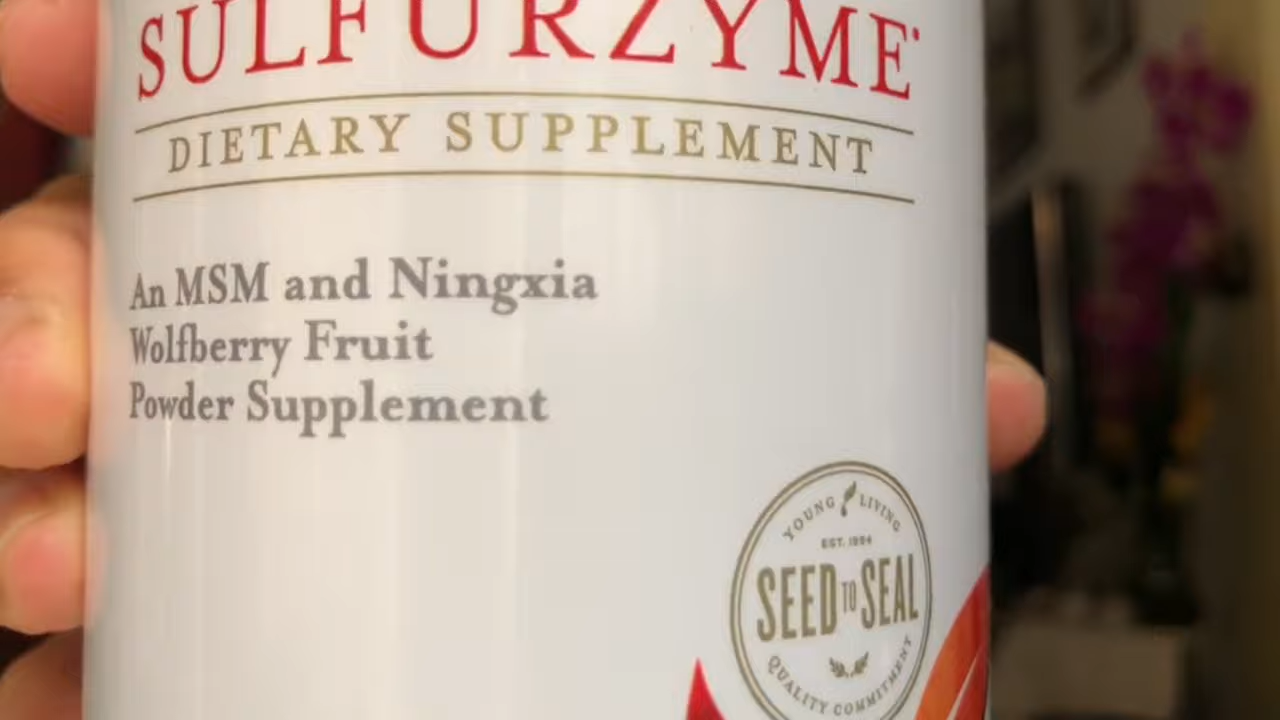 SULFURZYME
DIETARY SUPPLEMENT
An MSM and Ningxia
Wolfberry Fruit
Powder Supplement
YOUNG LIVING
EST. 1994
SEED TO SEAL
QUALITY COMMITMENT